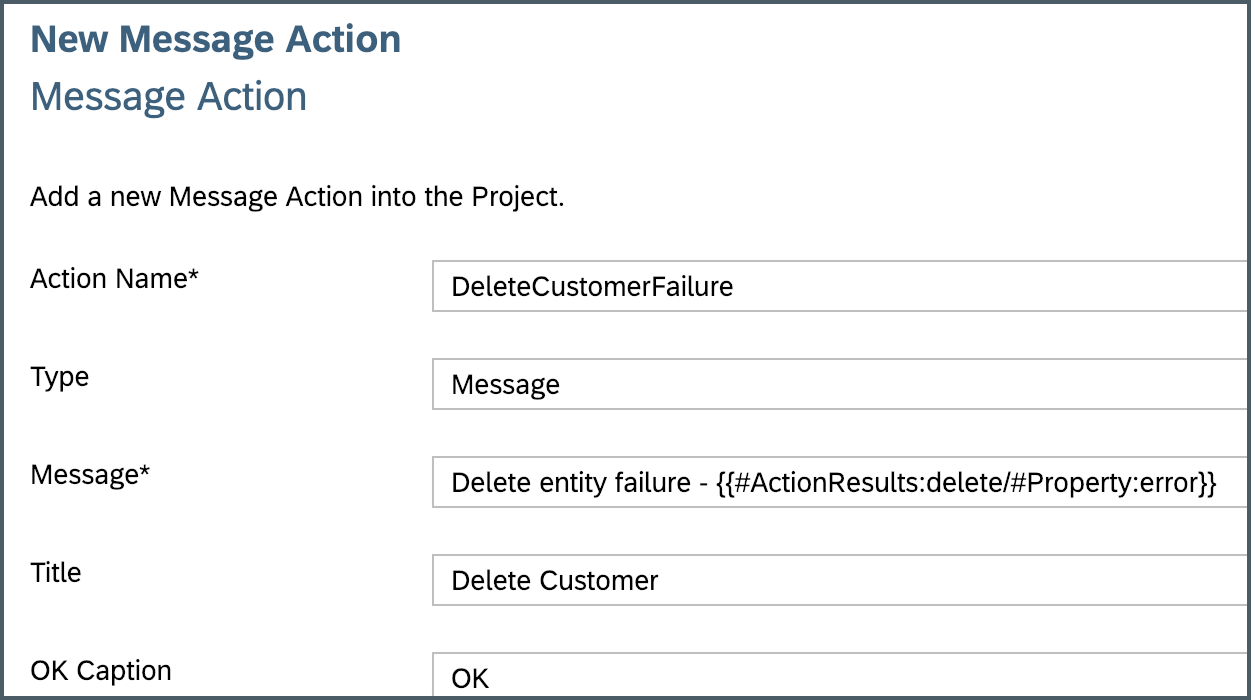 New Message Action
Message Action
Add a new Message Action into the Project.
Action Name*
DeleteCustomerFailure
Type
Message
Message*
Delete entity failure - {{#ActionResults:delete/#Property:error}}
Title
Delete Customer
OK Caption
OK